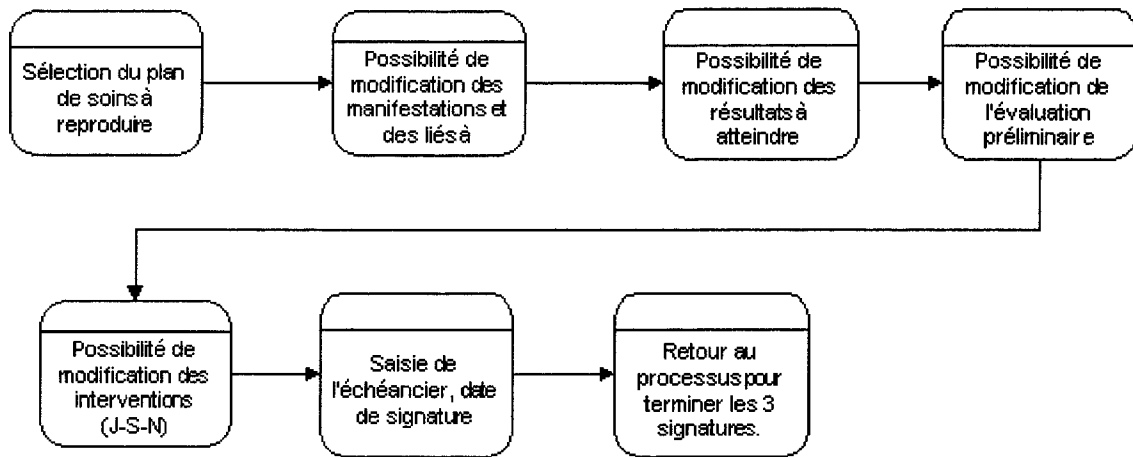 Sélection du plan
de soins à
reproduire
Possibilité de
modification des
manifestations et
des liés à
Possibilité de
modification des
résultats à
atteindre
Possibilité de
modification de
l'évaluation
préliminaire
Possibilité de
modification des
interventions
(J-S-N)
Saisie de
l'échéancier, date
de signature
Retour au
processus pour
terminer les 3
signatures.